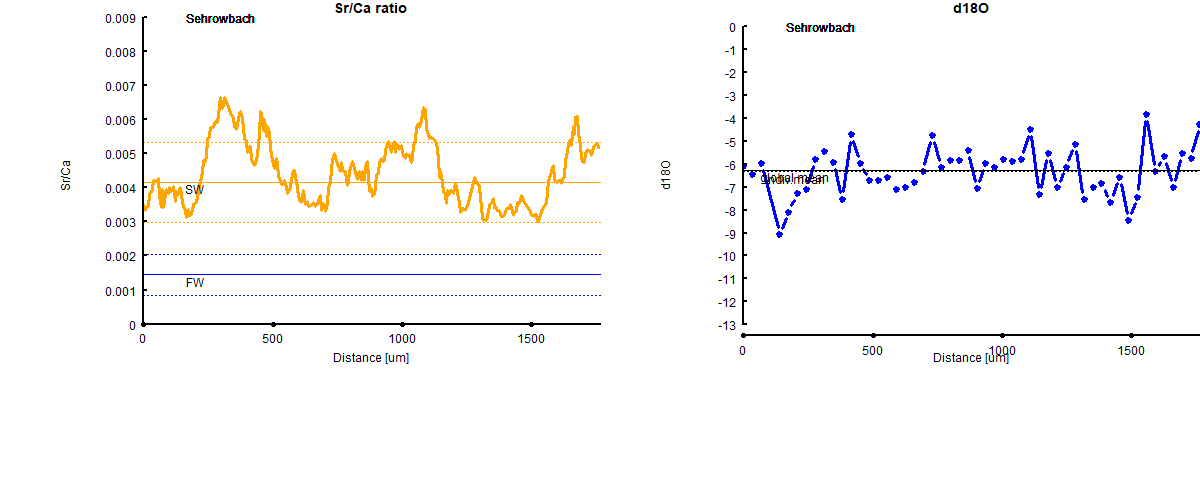 Sr/Ca ratio
Sehrowbach
0.009
0.008
0.007
0.006
0.005
0.004
0.003
0.002
0.001
0
Sr/Ca
SW
FW
0
500
1000
1500
Distance [um]
d18O
Sehrowbach
0
-1
-2
-3
-4
-5
-6
-7
-8
-9
-10
-11
-12
-13
d18O
global mean
0
500
1000
1500
Distance [um]